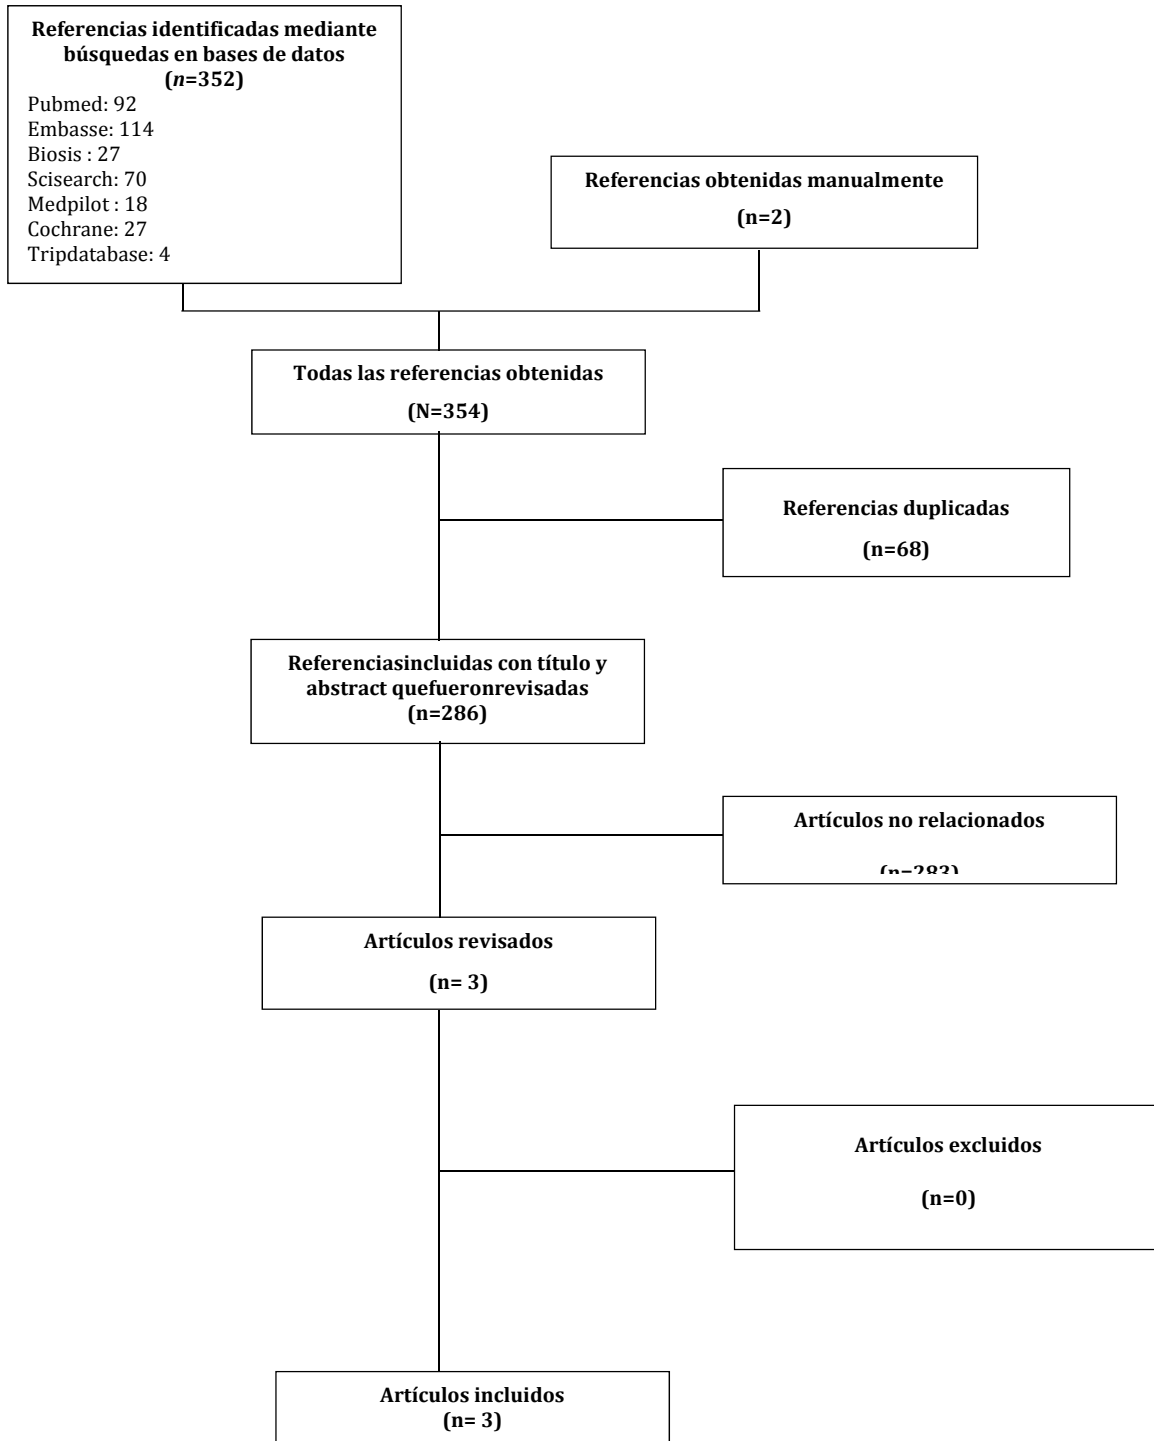 Referencias identificadas mediante
búsquedas en bases de datos
(n=352)
Pubmed: 92
Embasse: 114
Biosis : 27
Scisearch: 70
Medpilot : 18
Cochrane: 27
Tripdatabase: 4
Referencias obtenidas manualmente
(n=2)
Todas las referencias obtenidas
(N=354)
Referencias duplicadas
(n=68)
Referenciasincluidas con título y
abstract quefueronrevisadas
(n=286)
Artículos no relacionados
(n=283)
Artículos revisados
(n= 3)
Artículos excluidos
(n=0)
Artículos incluidos
(n= 3)